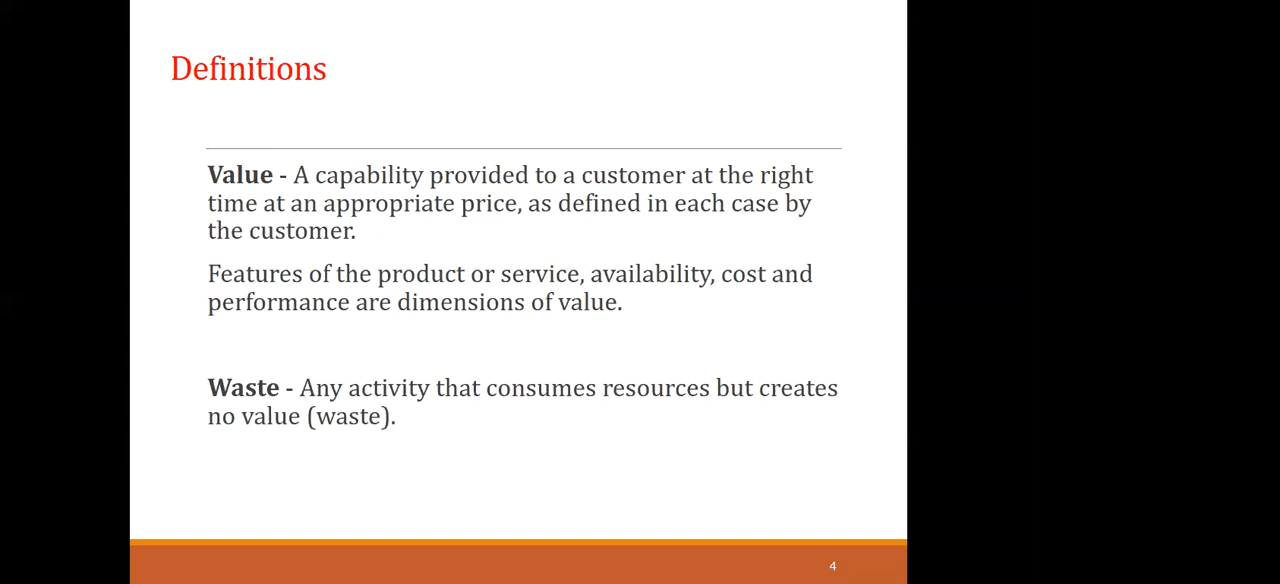 Definitions
Value - A capability provided to a customer at the right
time at an appropriate price, as defined in each case by
the customer.
Features of the product or service, availability, cost and
performance are dimensions of value.
Waste - Any activity that consumes resources but creates
no value (waste).
4